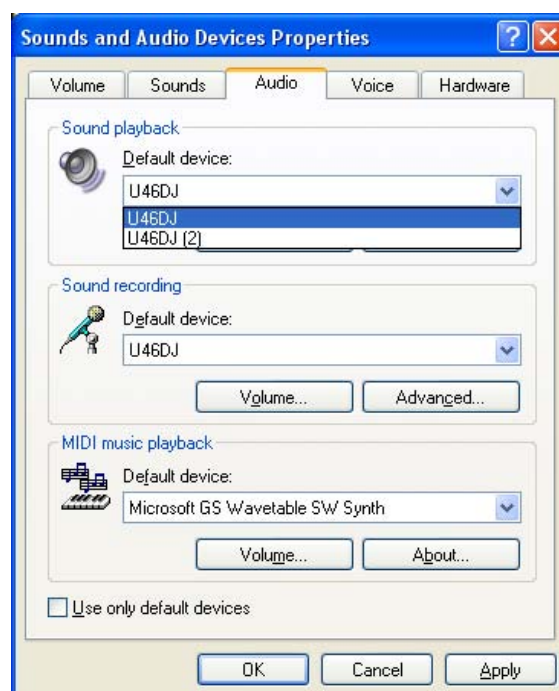 Sounds and Audio Devices Properties
Volume Sounds Audio Voice Hardware
Sound playback
Default device:
U46DJ
U46DJ
U46DJ (2)
Sound recording
Default device:
U46DJ
Volume... Advanced...
MIDI music playback
Default device:
Microsoft GS Wavetable SW Synth
Volume... About...
Use only default devices
OK Cancel Apply